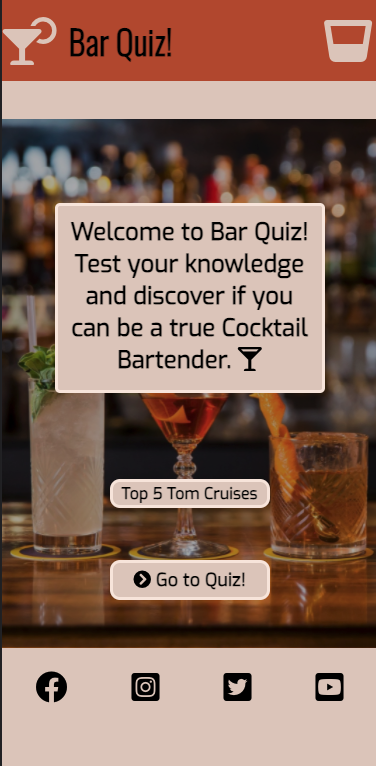 Bar Quiz!
Welcome to Bar Quiz!
Test your knowledge
and discover if you
can be a true Cocktail
Bartender.
Top 5 Tom Cruises
Go to Quiz!